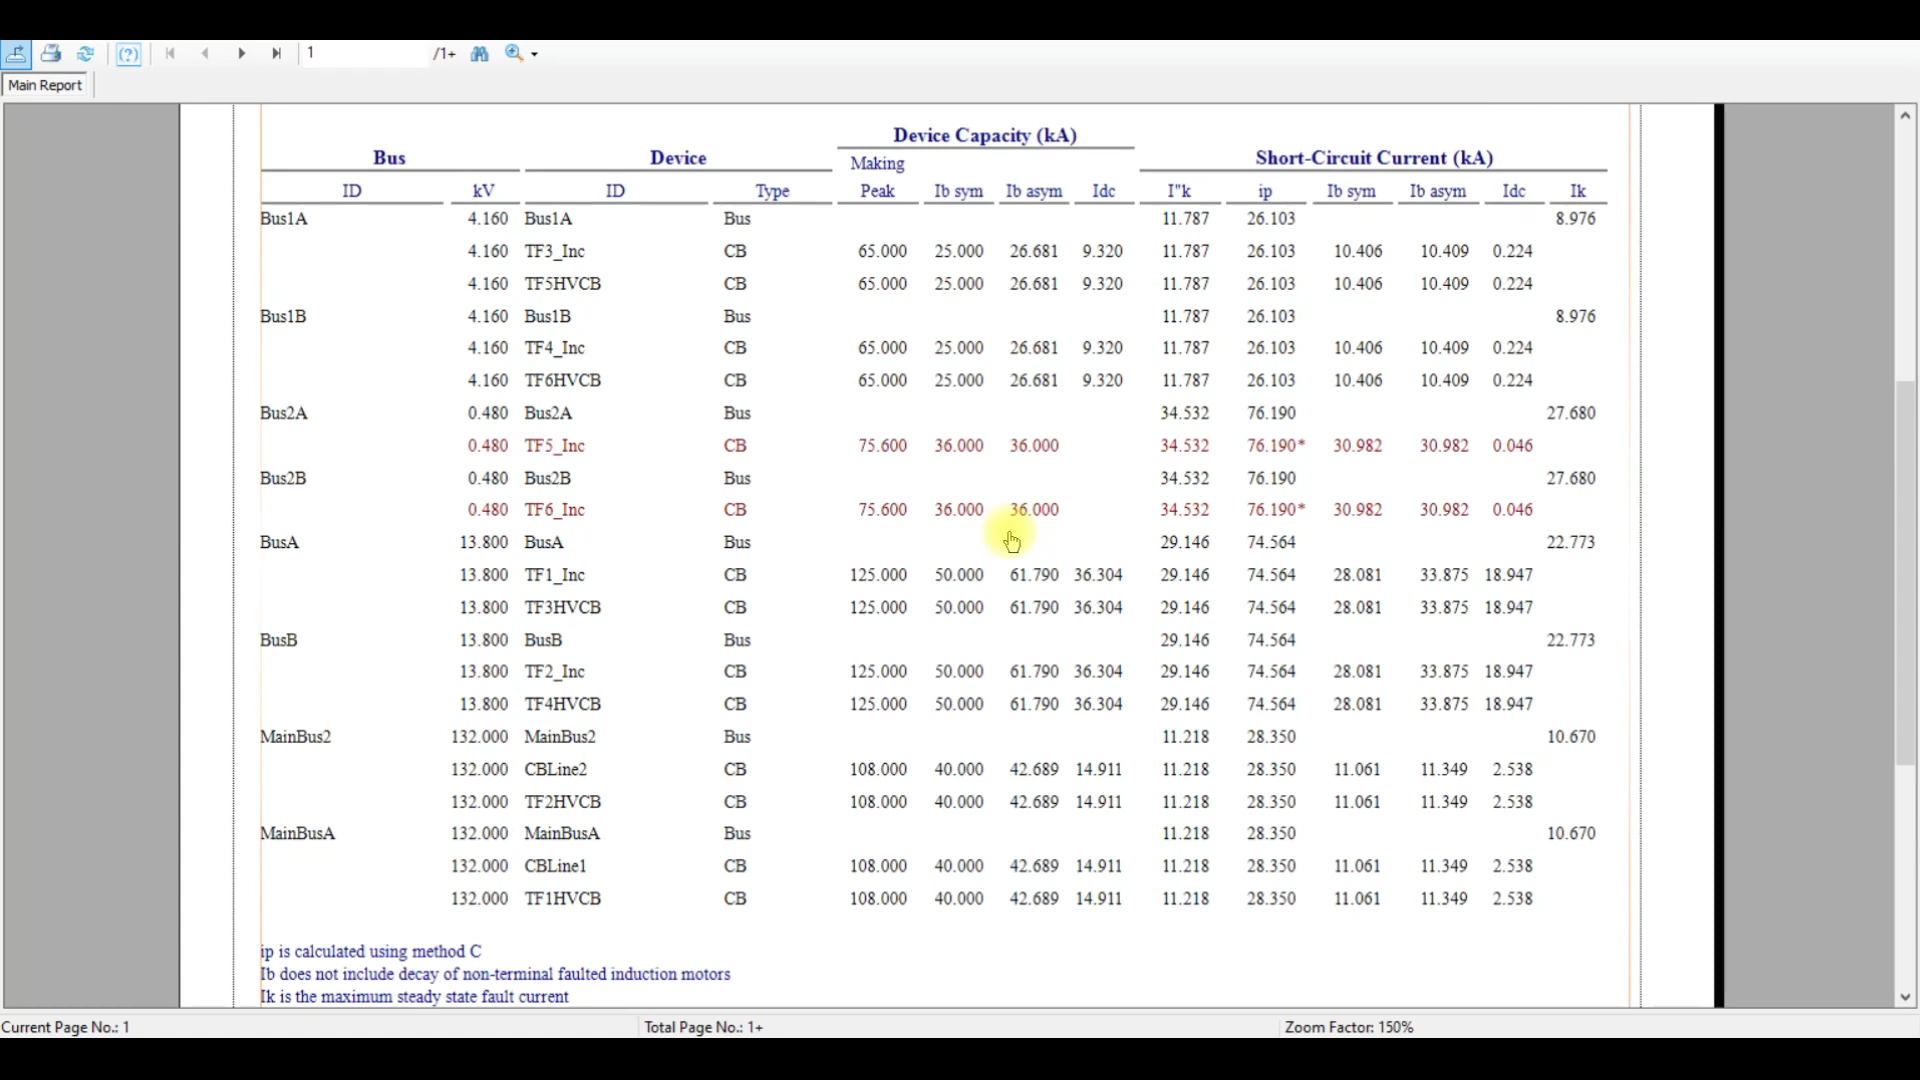 1 /1+
Main Report
Device Capacity (kA)
Bus Device Making Short-Circuit Current (kA)
ID kV ID Type Peak Ib sym Ib asym Idc I"k ip Ib sym Ib asym Idc Ik
Bus1A 4.160 Bus1A Bus 11.787 26.103 8.976
4.160 TF3_Inc CB 65.000 25.000 26.681 9.320 11.787 26.103 10.406 10.409 0.224
4.160 TF5HVCB CB 65.000 25.000 26.681 9.320 11.787 26.103 10.406 10.409 0.224
Bus1B 4.160 Bus1B Bus 11.787 26.103 8.976
4.160 TF4_Inc CB 65.000 25.000 26.681 9.320 11.787 26.103 10.406 10.409 0.224
4.160 TF6HVCB CB 65.000 25.000 26.681 9.320 11.787 26.103 10.406 10.409 0.224
Bus2A 0.480 Bus2A Bus 34.532 76.190 27.680
0.480 TF5_Inc CB 75.600 36.000 36.000 34.532 76.190* 30.982 30.982 0.046
Bus2B 0.480 Bus2B Bus 34.532 76.190 27.680
0.480 TF6_Inc CB 75.600 36.000 36.000 34.532 76.190* 30.982 30.982 0.046
BusA 13.800 BusA Bus 29.146 74.564 22.773
13.800 TF1_Inc CB 125.000 50.000 61.790 36.304 29.146 74.564 28.081 33.875 18.947
13.800 TF3HVCB CB 125.000 50.000 61.790 36.304 29.146 74.564 28.081 33.875 18.947
BusB 13.800 BusB Bus 29.146 74.564 22.773
13.800 TF2_Inc CB 125.000 50.000 61.790 36.304 29.146 74.564 28.081 33.875 18.947
13.800 TF4HVCB CB 125.000 50.000 61.790 36.304 29.146 74.564 28.081 33.875 18.947
MainBus2 132.000 MainBus2 Bus 11.218 28.350 10.670
132.000 CBLine2 CB 108.000 40.000 42.689 14.911 11.218 28.350 11.061 11.349 2.538
132.000 TF2HVCB CB 108.000 40.000 42.689 14.911 11.218 28.350 11.061 11.349 2.538
MainBusA 132.000 MainBusA Bus 11.218 28.350 10.670
132.000 CBLine1 CB 108.000 40.000 42.689 14.911 11.218 28.350 11.061 11.349 2.538
132.000 TF1HVCB CB 108.000 40.000 42.689 14.911 11.218 28.350 11.061 11.349 2.538
ip is calculated using method C
Ib does not include decay of non-terminal faulted induction motors
Ik is the maximum steady state fault current
Current Page No.: 1 Total Page No.: 1+ Zoom Factor: 150%